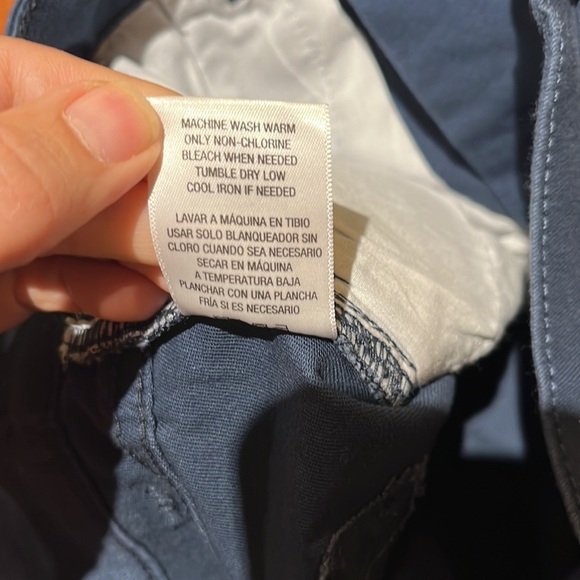 MACHINE WASH WARM
ONLY NON-CHLORINE
BLEACH WHEN NEEDED
TUMBLE DRY LOW
COOL IRON IF NEEDED
LAVAR A MÁQUINA EN TIBIO
USAR SOLO BLANQUEADOR SIN
CLORO CUANDO SEA NECESARIO
SECAR EN MÁQUINA
A TEMPERATURA BAJA
PLANCHAR CON UNA PLANCHA
FRÍA SI ES NECESARIO